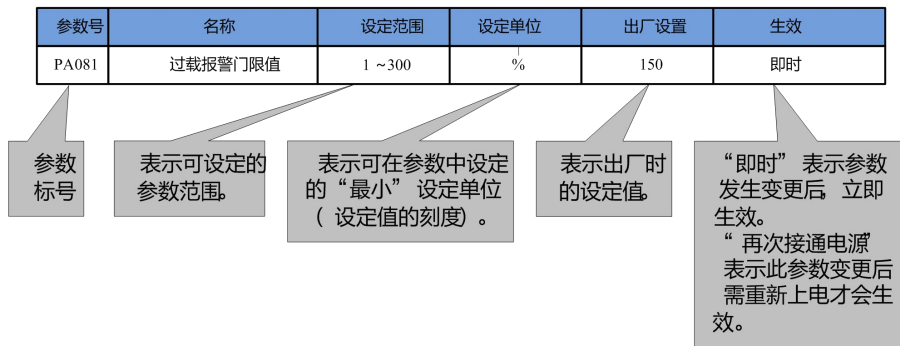 参数号 名称 设定范围 设定单位 出厂设置 生效
PA081 过载报警门限值 1 ~300 % 150 即时
参数
标号
表示可设定的
参数范围。
表示可在参数中设定
的“最小” 设定单位
( 设定值的刻度) 。
表示出厂时
的设定值。
“即时” 表示参数
发生变更后, 立即
生效。
“ 再次接通电源”
表示此参数变更后
需重新上电才会生
效。